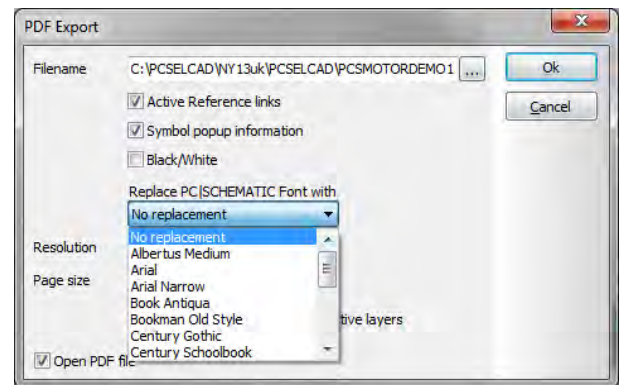 PDF Export
Filename C:\PCSELCAD\NY13uk\PCSELCAD\PCSMOTORDEMO1 ... Ok
Active Reference links Cancel
Symbol popup information
Black/White
Replace PC|SCHEMATIC Font with
No replacement
No replacement
Resolution Albertus Medium
Arial
Page size Arial Narrow
Book Antiqua
Bookman Old Style tive layers
Century Gothic
Open PDF file Century Schoolbook